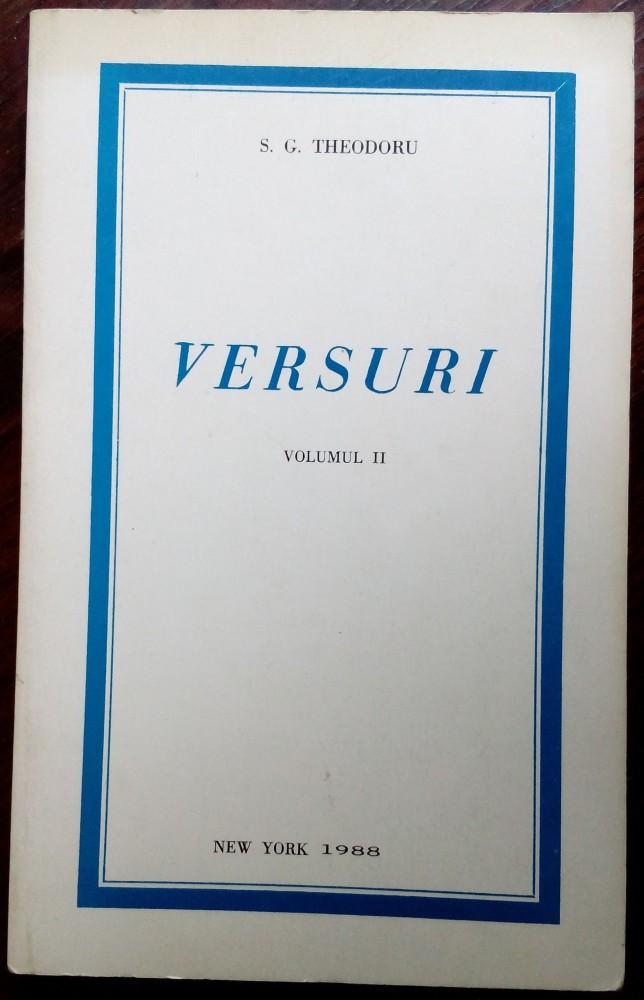 S. G. THEODORU
VERSURI
VOLUMUL II
NEW YORK 1988